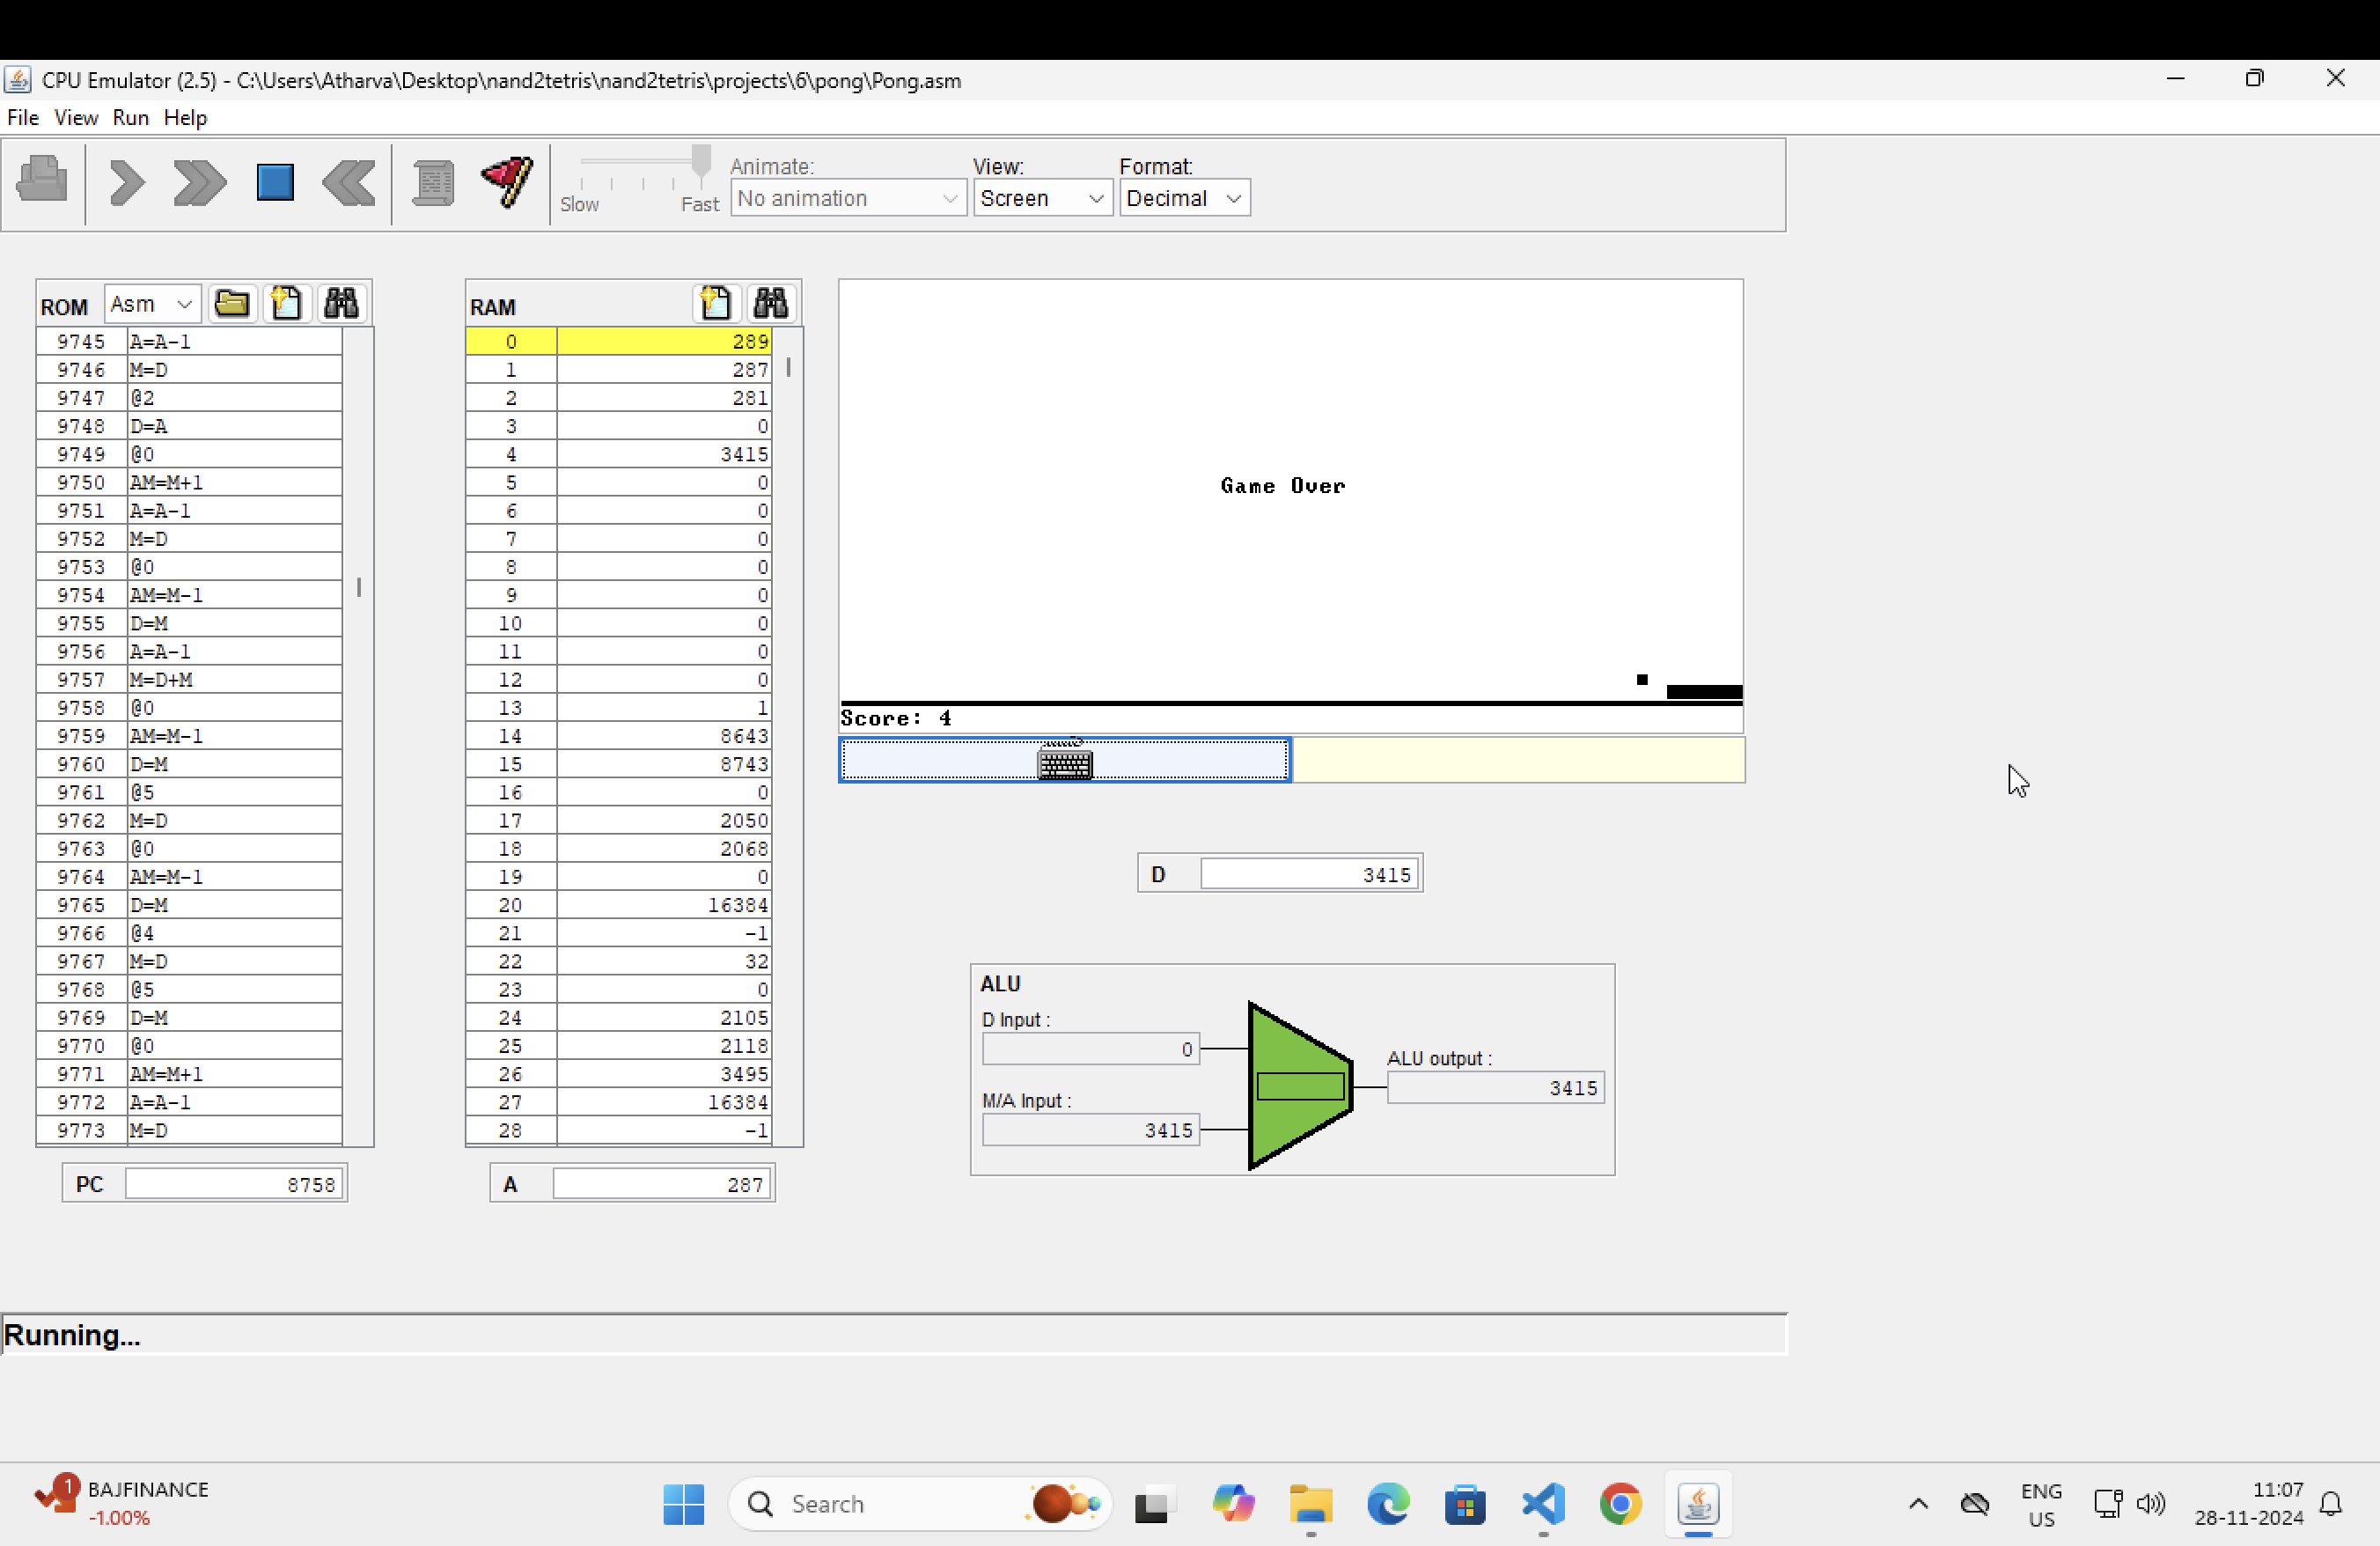 CPU Emulator (2.5) - C:\Users\Atharva\Desktop\nand2tetris\nand2tetris\projects\6\pong\Pong.asm
File View Run Help
Slow Fast
Animate:
No animation
View:
Screen
Format:
Decimal
ROM Asm
9745 A=A-1
9746 M=D
9747 @2
9748 D=A
9749 @0
9750 AM=M+1
9751 A=A-1
9752 M=D
9753 @0
9754 AM=M-1
9755 D=M
9756 A=A-1
9757 M=D+M
9758 @0
9759 AM=M-1
9760 D=M
9761 @5
9762 M=D
9763 @0
9764 AM=M-1
9765 D=M
9766 @4
9767 M=D
9768 @5
9769 D=M
9770 @0
9771 AM=M+1
9772 A=A-1
9773 M=D
PC 8758
RAM
0 289
1 287
2 281
3 0
4 3415
5 0
6 0
7 0
8 0
9 0
10 0
11 0
12 0
13 1
14 8643
15 8743
16 0
17 2050
18 2068
19 0
20 16384
21 -1
22 32
23 0
24 2105
25 2118
26 3495
27 16384
28 -1
A 287
Game Over
Score: 4
D 3415
ALU
D Input :
0
M/A Input :
3415
ALU output :
3415
Running...
1
BAJFINANCE
-1.00%
Search
ENG
US
11:07
28-11-2024